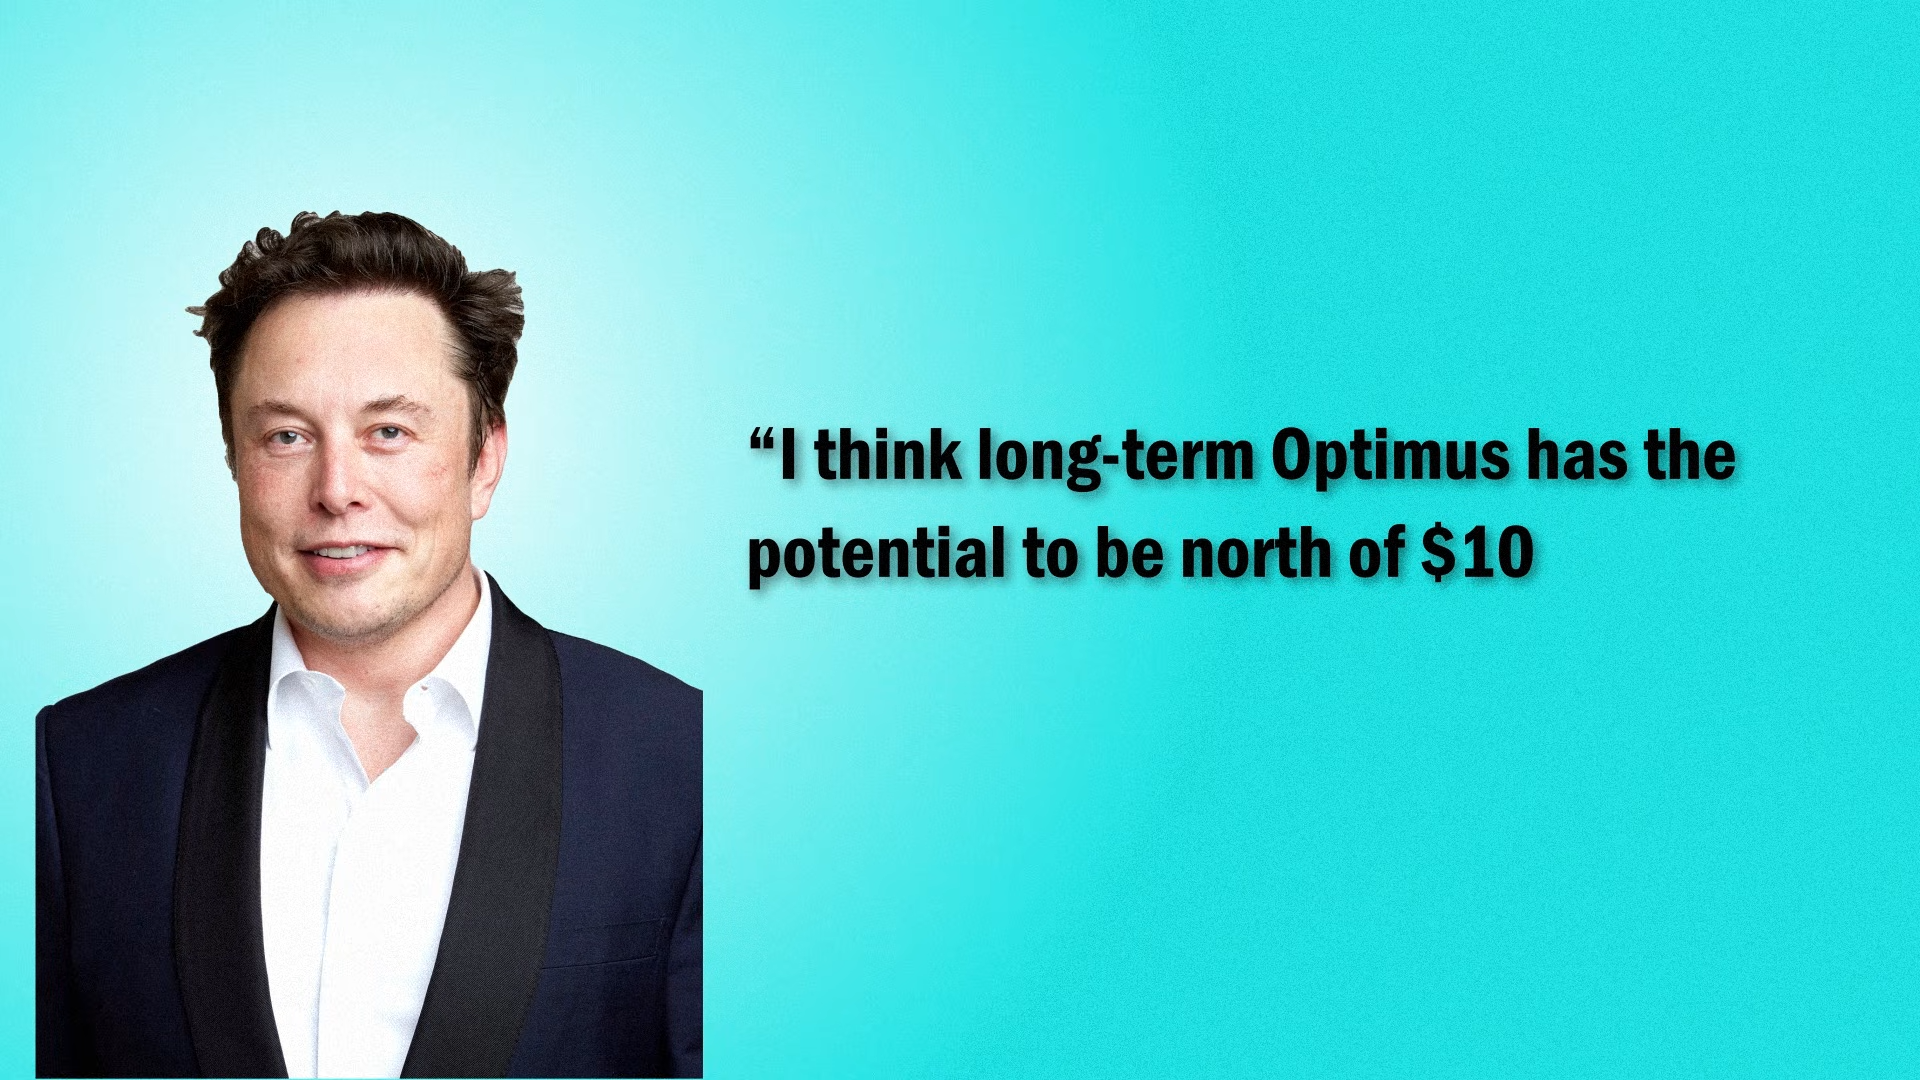 “I think long-term Optimus has the
potential to be north of $10